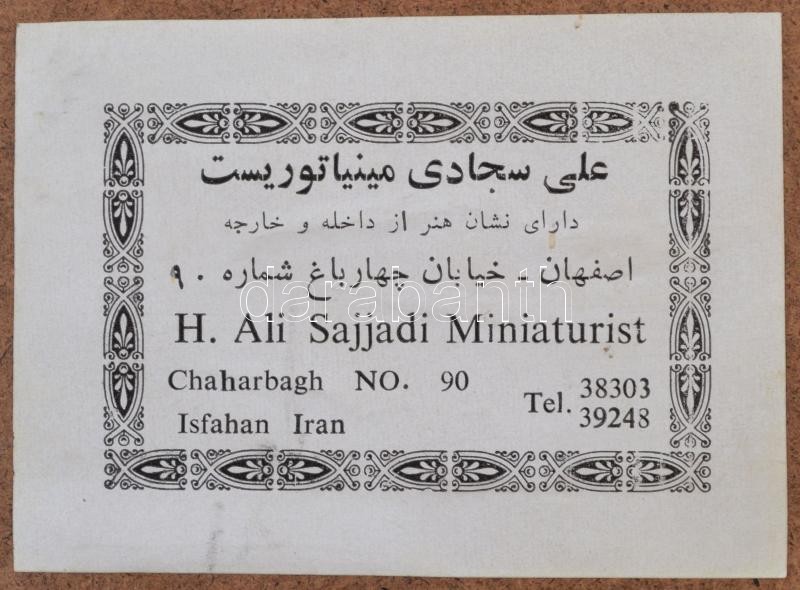 علی سجادی مینیاتوریست
دارای نشان هنر از داخله و خارجه
اصفهان - خیابان چهارباغ شماره ۹۰
darabanth
H. Ali Sajjadi Miniaturist
Chaharbagh NO. 90
Isfahan Iran
Tel. 38303
39248